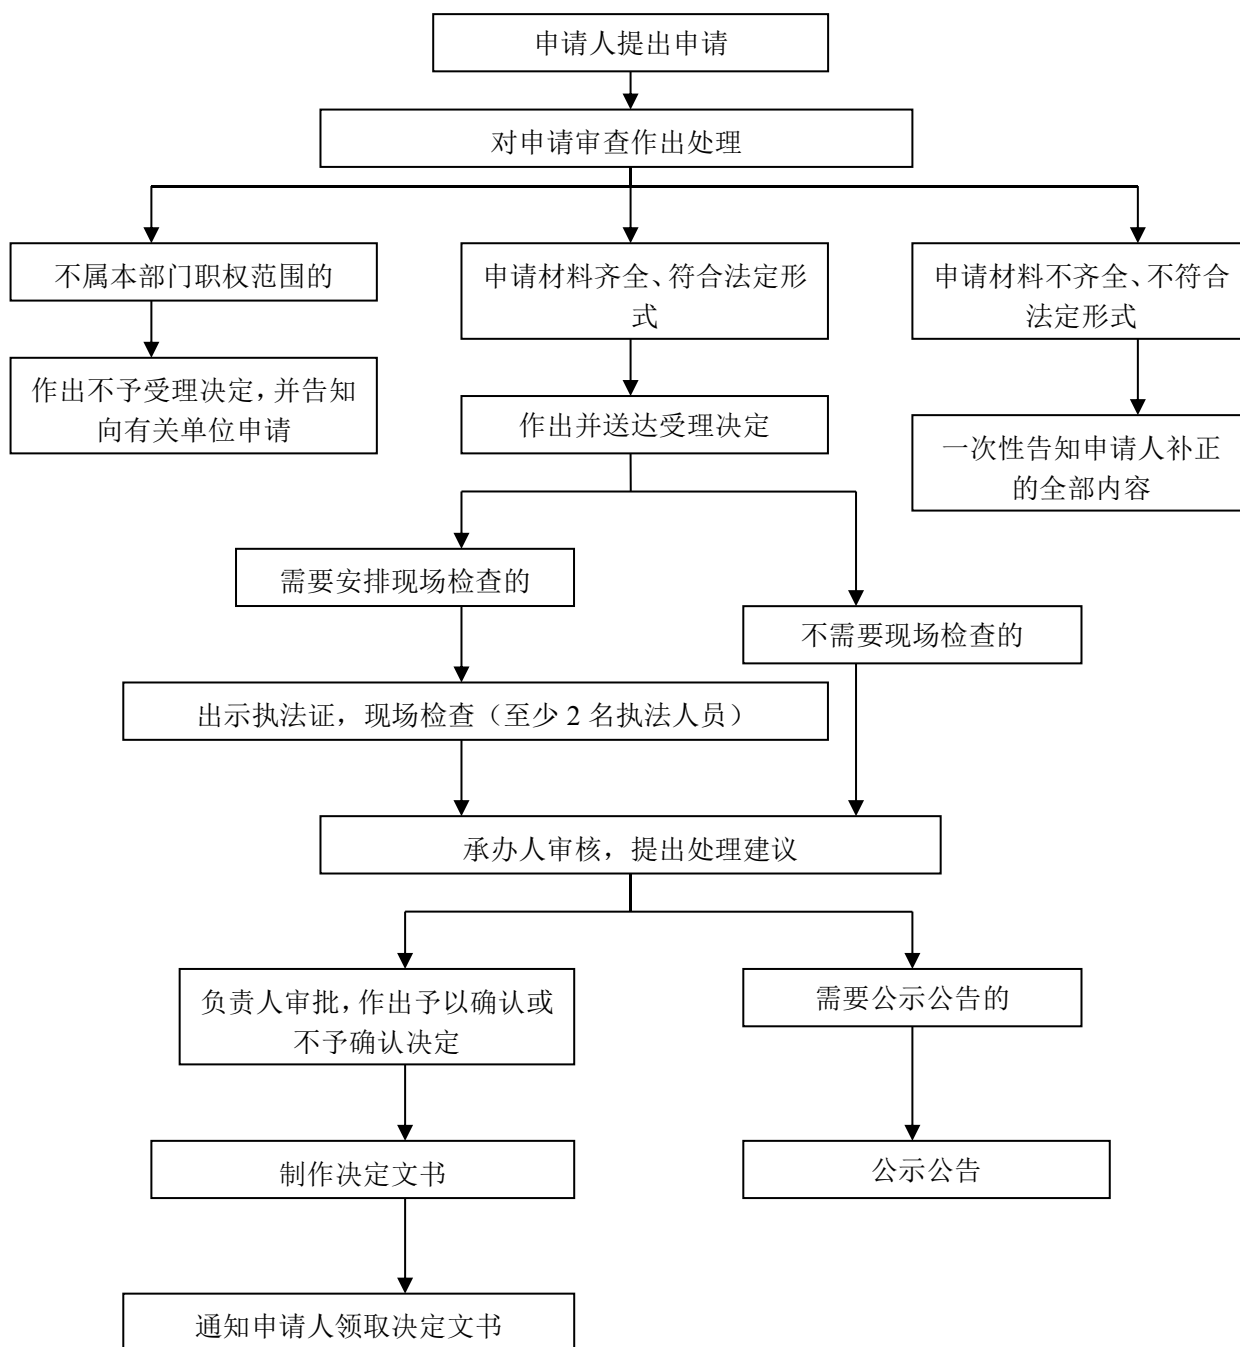 申请人提出申请
对申请审查作出处理
不属本部门职权范围的
申请材料齐全、符合法定形
式
申请材料不齐全、不符合
法定形式
作出不予受理决定，并告知
向有关单位申请
作出并送达受理决定
一次性告知申请人补正
的全部内容
需要安排现场检查的
不需要现场检查的
出示执法证，现场检查（至少 2 名执法人员）
承办人审核，提出处理建议
负责人审批，作出予以确认或
不予确认决定
需要公示公告的
制作决定文书
公示公告
通知申请人领取决定文书